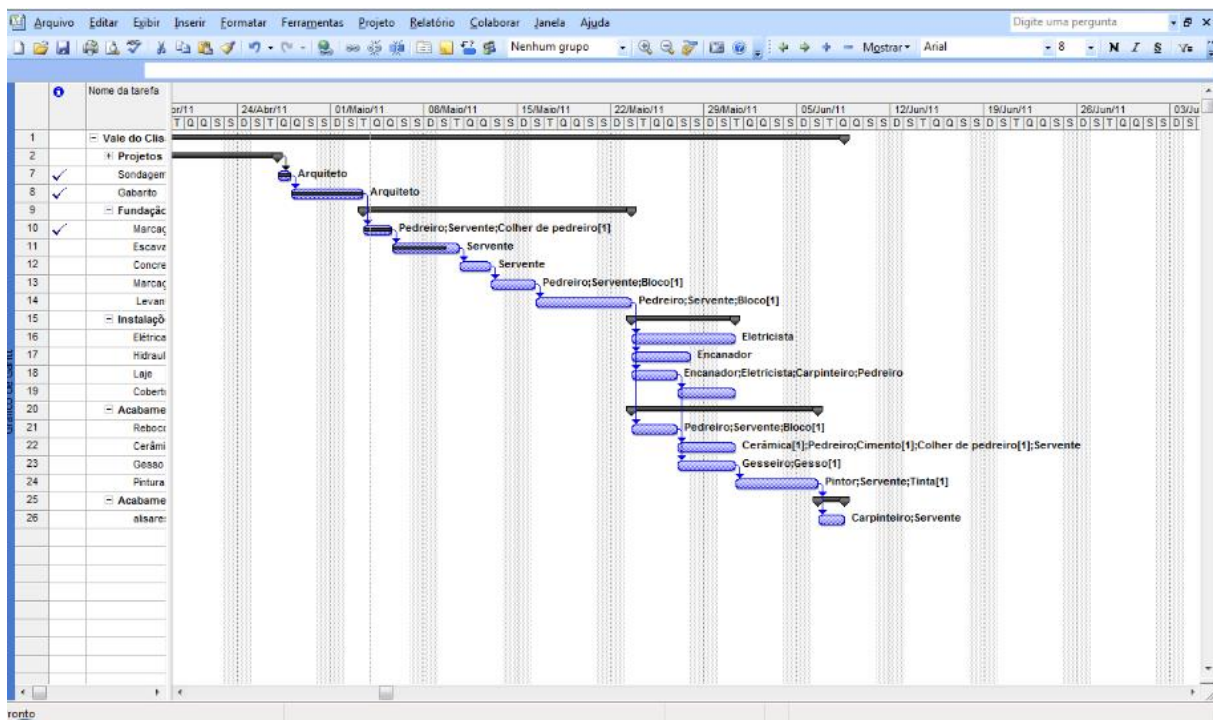 Arquivo Editar Exibir Inserir Formatar Ferramentas Projeto Relatório Colaborar Janela Ajuda Digite uma pergunta
Nenhum grupo Mostrar Arial 8 N I S
Nome da tarefa
24/Abr/11 01/Maio/11 08/Maio/11 15/Maio/11 22/Maio/11 29/Maio/11 05/Jun/11 12/Jun/11 19/Jun/11 26/Jun/11 03/Ju
T Q Q S S D S T Q Q S S D S T Q Q S S D S T Q Q S S D S T Q Q S S D S T Q Q S S D S T Q Q S S D S T Q Q S S D S T Q Q S S D S T Q Q S S D S T Q Q S S D S
1 Vale do Clis
2 Projetos
7 Sondagem Arquiteto
8 Gabarito Arquiteto
9 Fundaçãc
10 Marcaç Pedreiro;Servente;Colher de pedreiro[1]
11 Escava Servente
12 Concre Servente
13 Marcaç Pedreiro;Servente;Bloco[1]
14 Levan Pedreiro;Servente;Bloco[1]
15 Instalaçõ
16 Elétrica Eletricista
17 Hidraul Encanador
18 Laje Encanador;Eletricista;Carpinteiro;Pedreiro
19 Cobert
20 Acabame
21 Reboco Pedreiro;Servente;Bloco[1]
22 Cerâmi Cerâmica[1];Pedreiro;Cimento[1];Colher de pedreiro[1];Servente
23 Gesso Gesseiro;Gesso[1]
24 Pintura Pintor;Servente;Tinta[1]
25 Acabame
26 alisare Carpinteiro;Servente
ronto